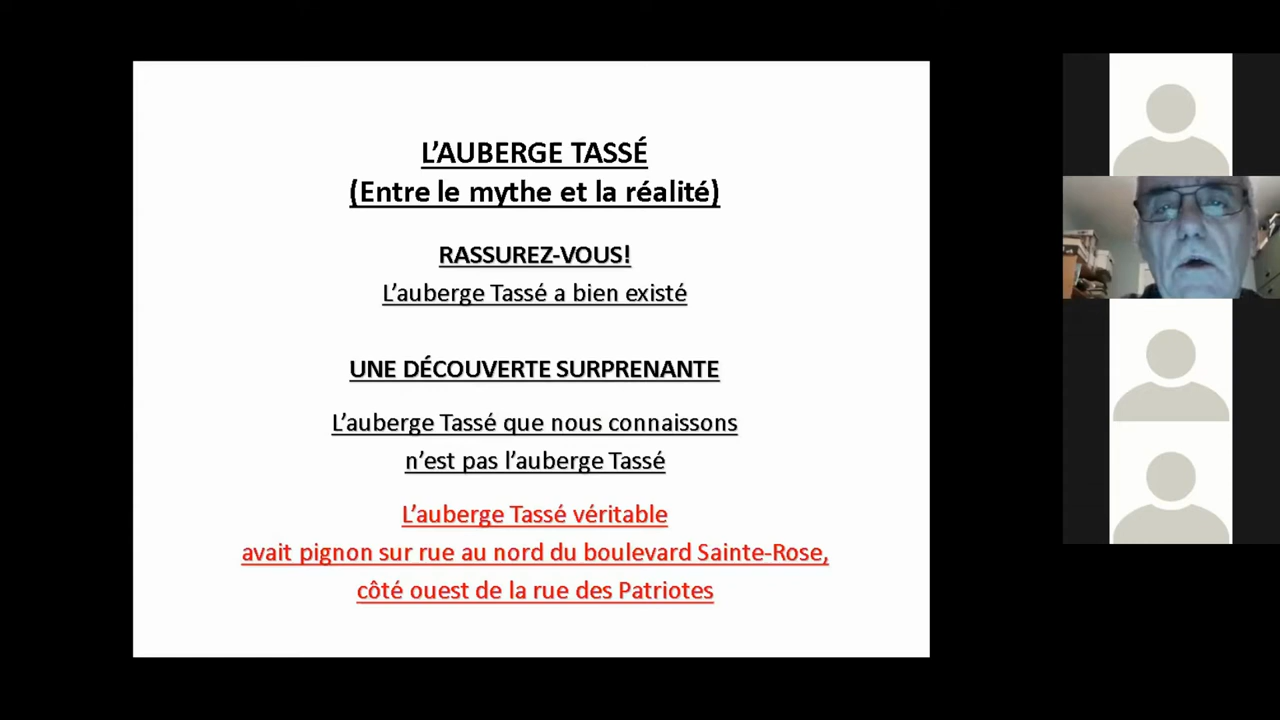 L’AUBERGE TASSÉ
(Entre le mythe et la réalité)
RASSUREZ-VOUS!
L’auberge Tassé a bien existé
UNE DÉCOUVERTE SURPRENANTE
L’auberge Tassé que nous connaissons
n’est pas l’auberge Tassé
L’auberge Tassé véritable
avait pignon sur rue au nord du boulevard Sainte-Rose,
côté ouest de la rue des Patriotes